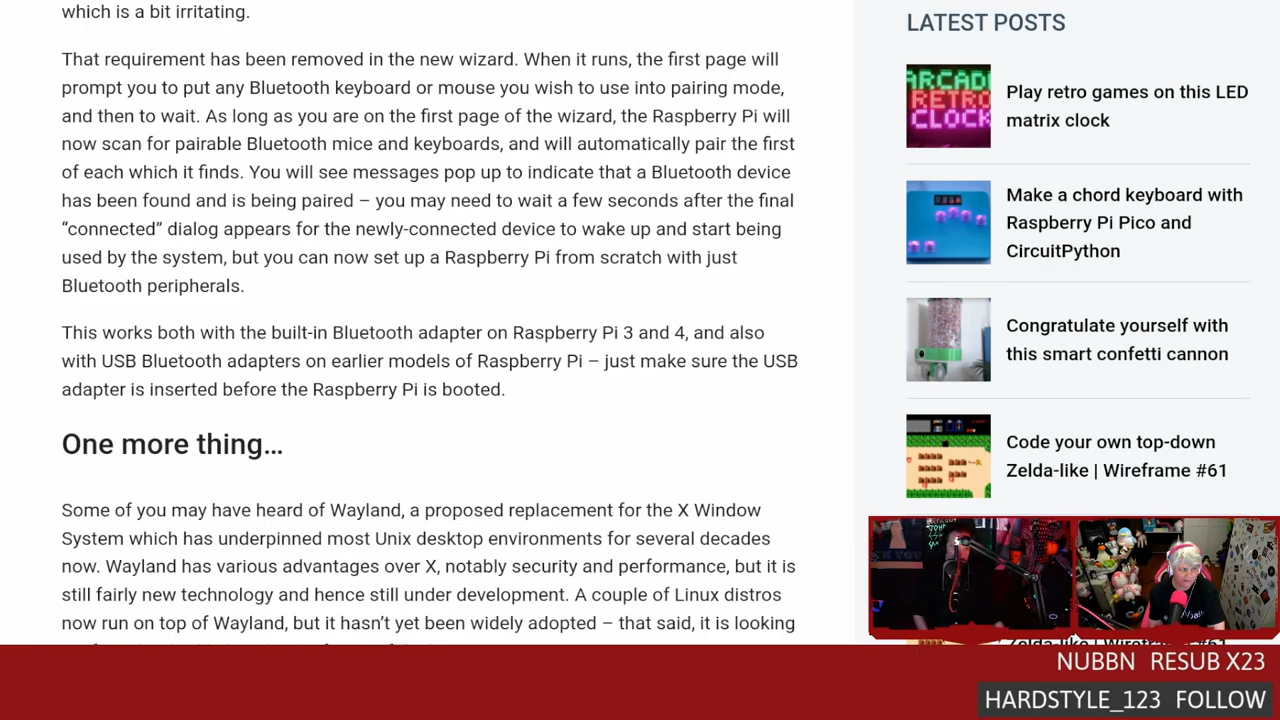 which is a bit irritating.
That requirement has been removed in the new wizard. When it runs, the first page will
prompt you to put any Bluetooth keyboard or mouse you wish to use into pairing mode,
and then to wait. As long as you are on the first page of the wizard, the Raspberry Pi will
now scan for pairable Bluetooth mice and keyboards, and will automatically pair the first
of each which it finds. You will see messages pop up to indicate that a Bluetooth device
has been found and is being paired – you may need to wait a few seconds after the final
“connected” dialog appears for the newly-connected device to wake up and start being
used by the system, but you can now set up a Raspberry Pi from scratch with just
Bluetooth peripherals.
This works both with the built-in Bluetooth adapter on Raspberry Pi 3 and 4, and also
with USB Bluetooth adapters on earlier models of Raspberry Pi – just make sure the USB
adapter is inserted before the Raspberry Pi is booted.
One more thing…
Some of you may have heard of Wayland, a proposed replacement for the X Window
System which has underpinned most Unix desktop environments for several decades
now. Wayland has various advantages over X, notably security and performance, but it is
still fairly new technology and hence still under development. A couple of Linux distros
now run on top of Wayland, but it hasn’t yet been widely adopted – that said, it is looking
LATEST POSTS
ARCADE
RETRO
CLOCK
Play retro games on this LED
matrix clock
Make a chord keyboard with
Raspberry Pi Pico and
CircuitPython
Congratulate yourself with
this smart confetti cannon
Code your own top-down
Zelda-like | Wireframe #61
Zelda-like | Wireframe #61
NUBBN RESUB X23
HARDSTYLE_123 FOLLOW